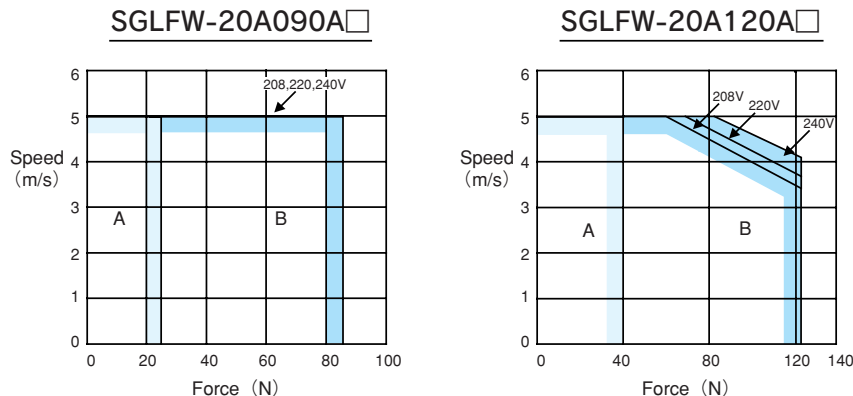 SGLFW-20A090A□
6
5
4
3
2
1
0
Speed
(m/s)
208,220,240V
A
B
0 20 40 60 80 100
Force (N)
SGLFW-20A120A□
6
5
4
3
2
1
0
Speed
(m/s)
208V
220V
240V
A
B
0 40 80 120 140
Force (N)